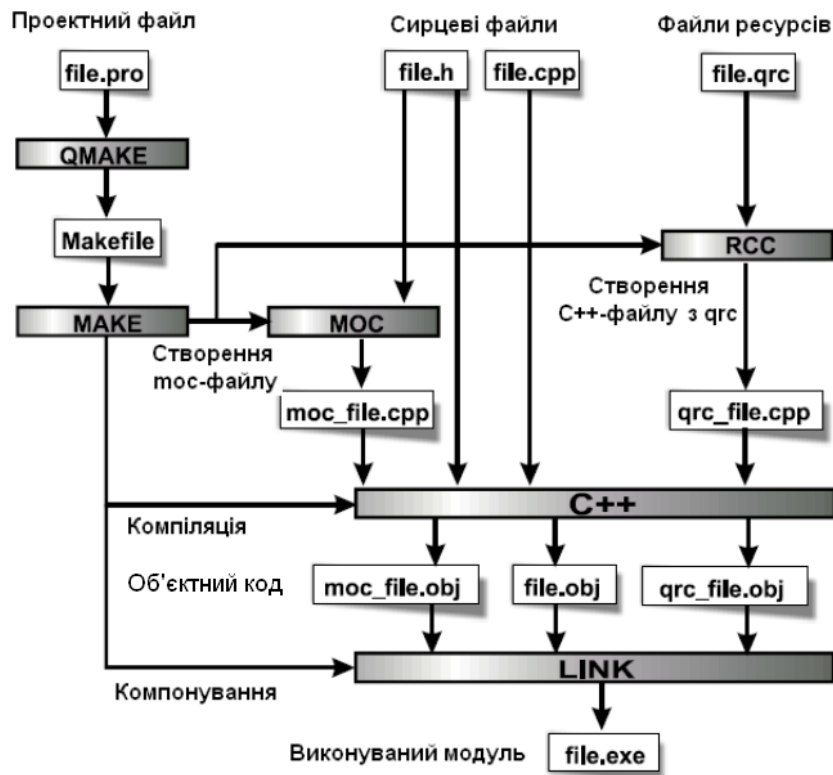 Проектний файл
Сирцеві файли
Файли ресурсів
file.pro
file.h
file.cpp
file.qrc
QMAKE
Makefile
RCC
MAKE
MOC
Створення
C++-файлу з qrc
Створення
moc-файлу
moc_file.cpp
qrc_file.cpp
C++
Компіляція
Об'єктний код
moc_file.obj
file.obj
qrc_file.obj
LINK
Компонування
Виконуваний модуль
file.exe